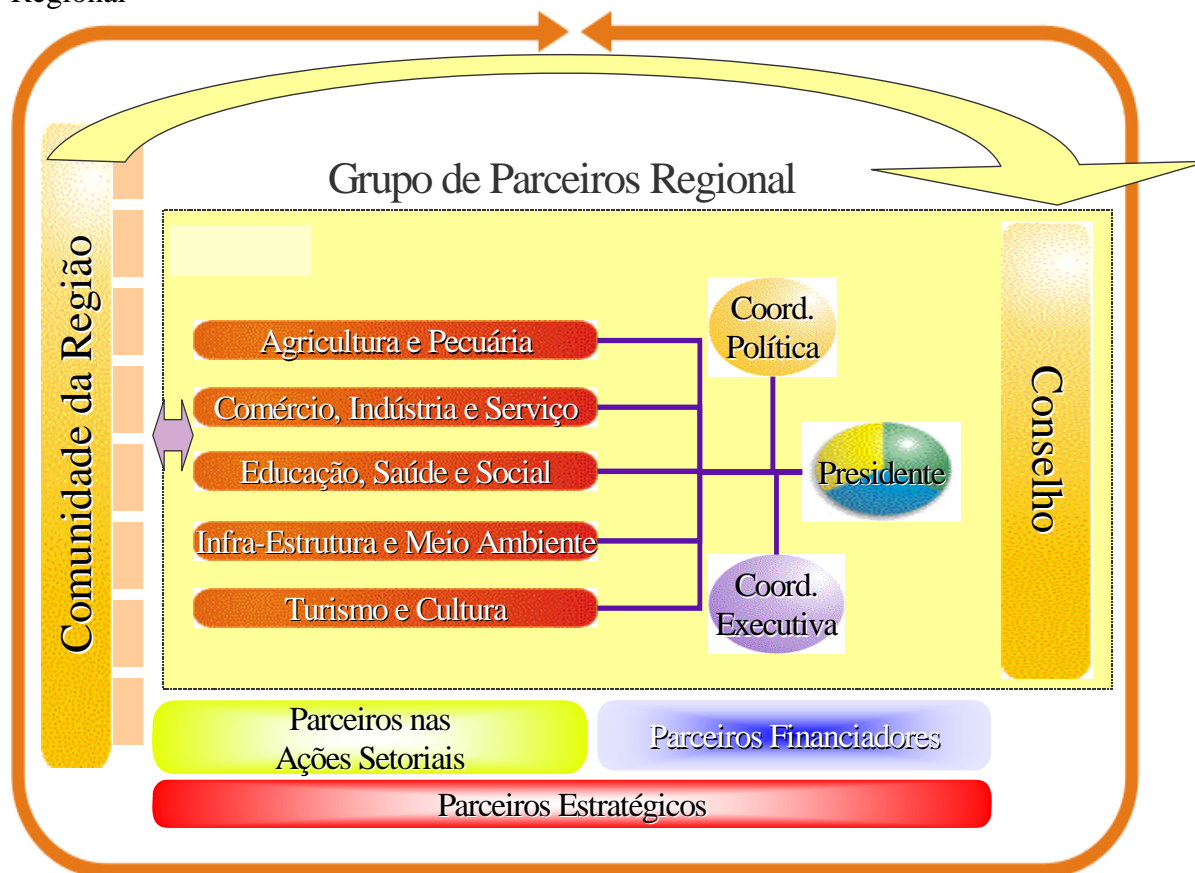 Regional
Grupo de Parceiros Regional
Comunidade da Região
Agricultura e Pecuária
Comércio, Indústria e Serviço
Educação, Saúde e Social
Infra-Estrutura e Meio Ambiente
Turismo e Cultura
Coord.
Política
Presidente
Coord.
Executiva
Conselho
Parceiros nas
Ações Setoriais
Parceiros Financiadores
Parceiros Estratégicos